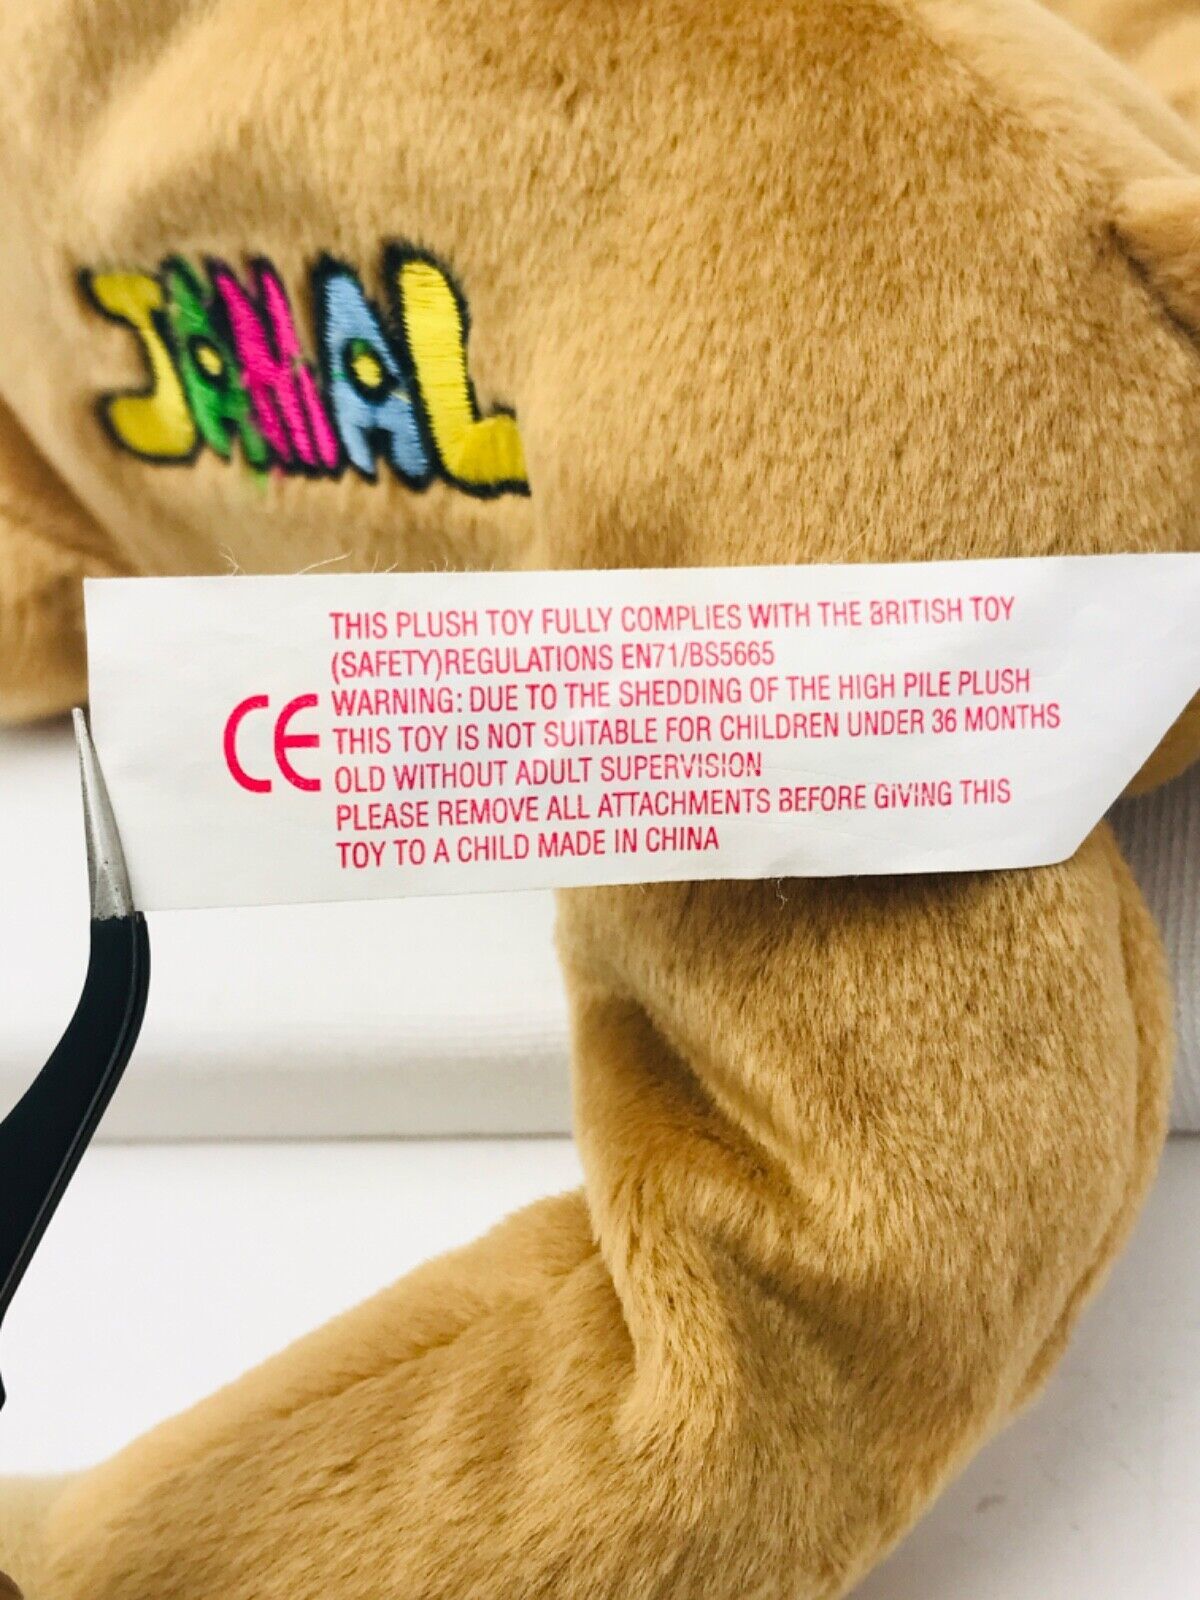 JAMAL
THIS PLUSH TOY FULLY COMPLIES WITH THE BRITISH TOY
(SAFETY)REGULATIONS EN71/BS5665
WARNING: DUE TO THE SHEDDING OF THE HIGH PILE PLUSH
CE THIS TOY IS NOT SUITABLE FOR CHILDREN UNDER 36 MONTHS
OLD WITHOUT ADULT SUPERVISION
PLEASE REMOVE ALL ATTACHMENTS BEFORE GIVING THIS
TOY TO A CHILD MADE IN CHINA